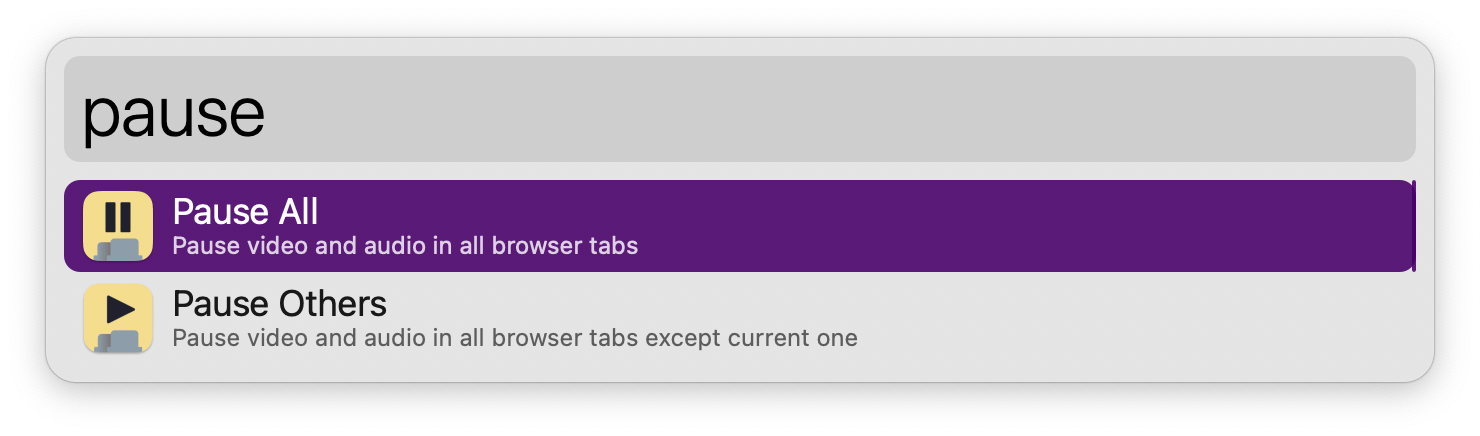 pause
Pause All
Pause video and audio in all browser tabs
Pause Others
Pause video and audio in all browser tabs except current one